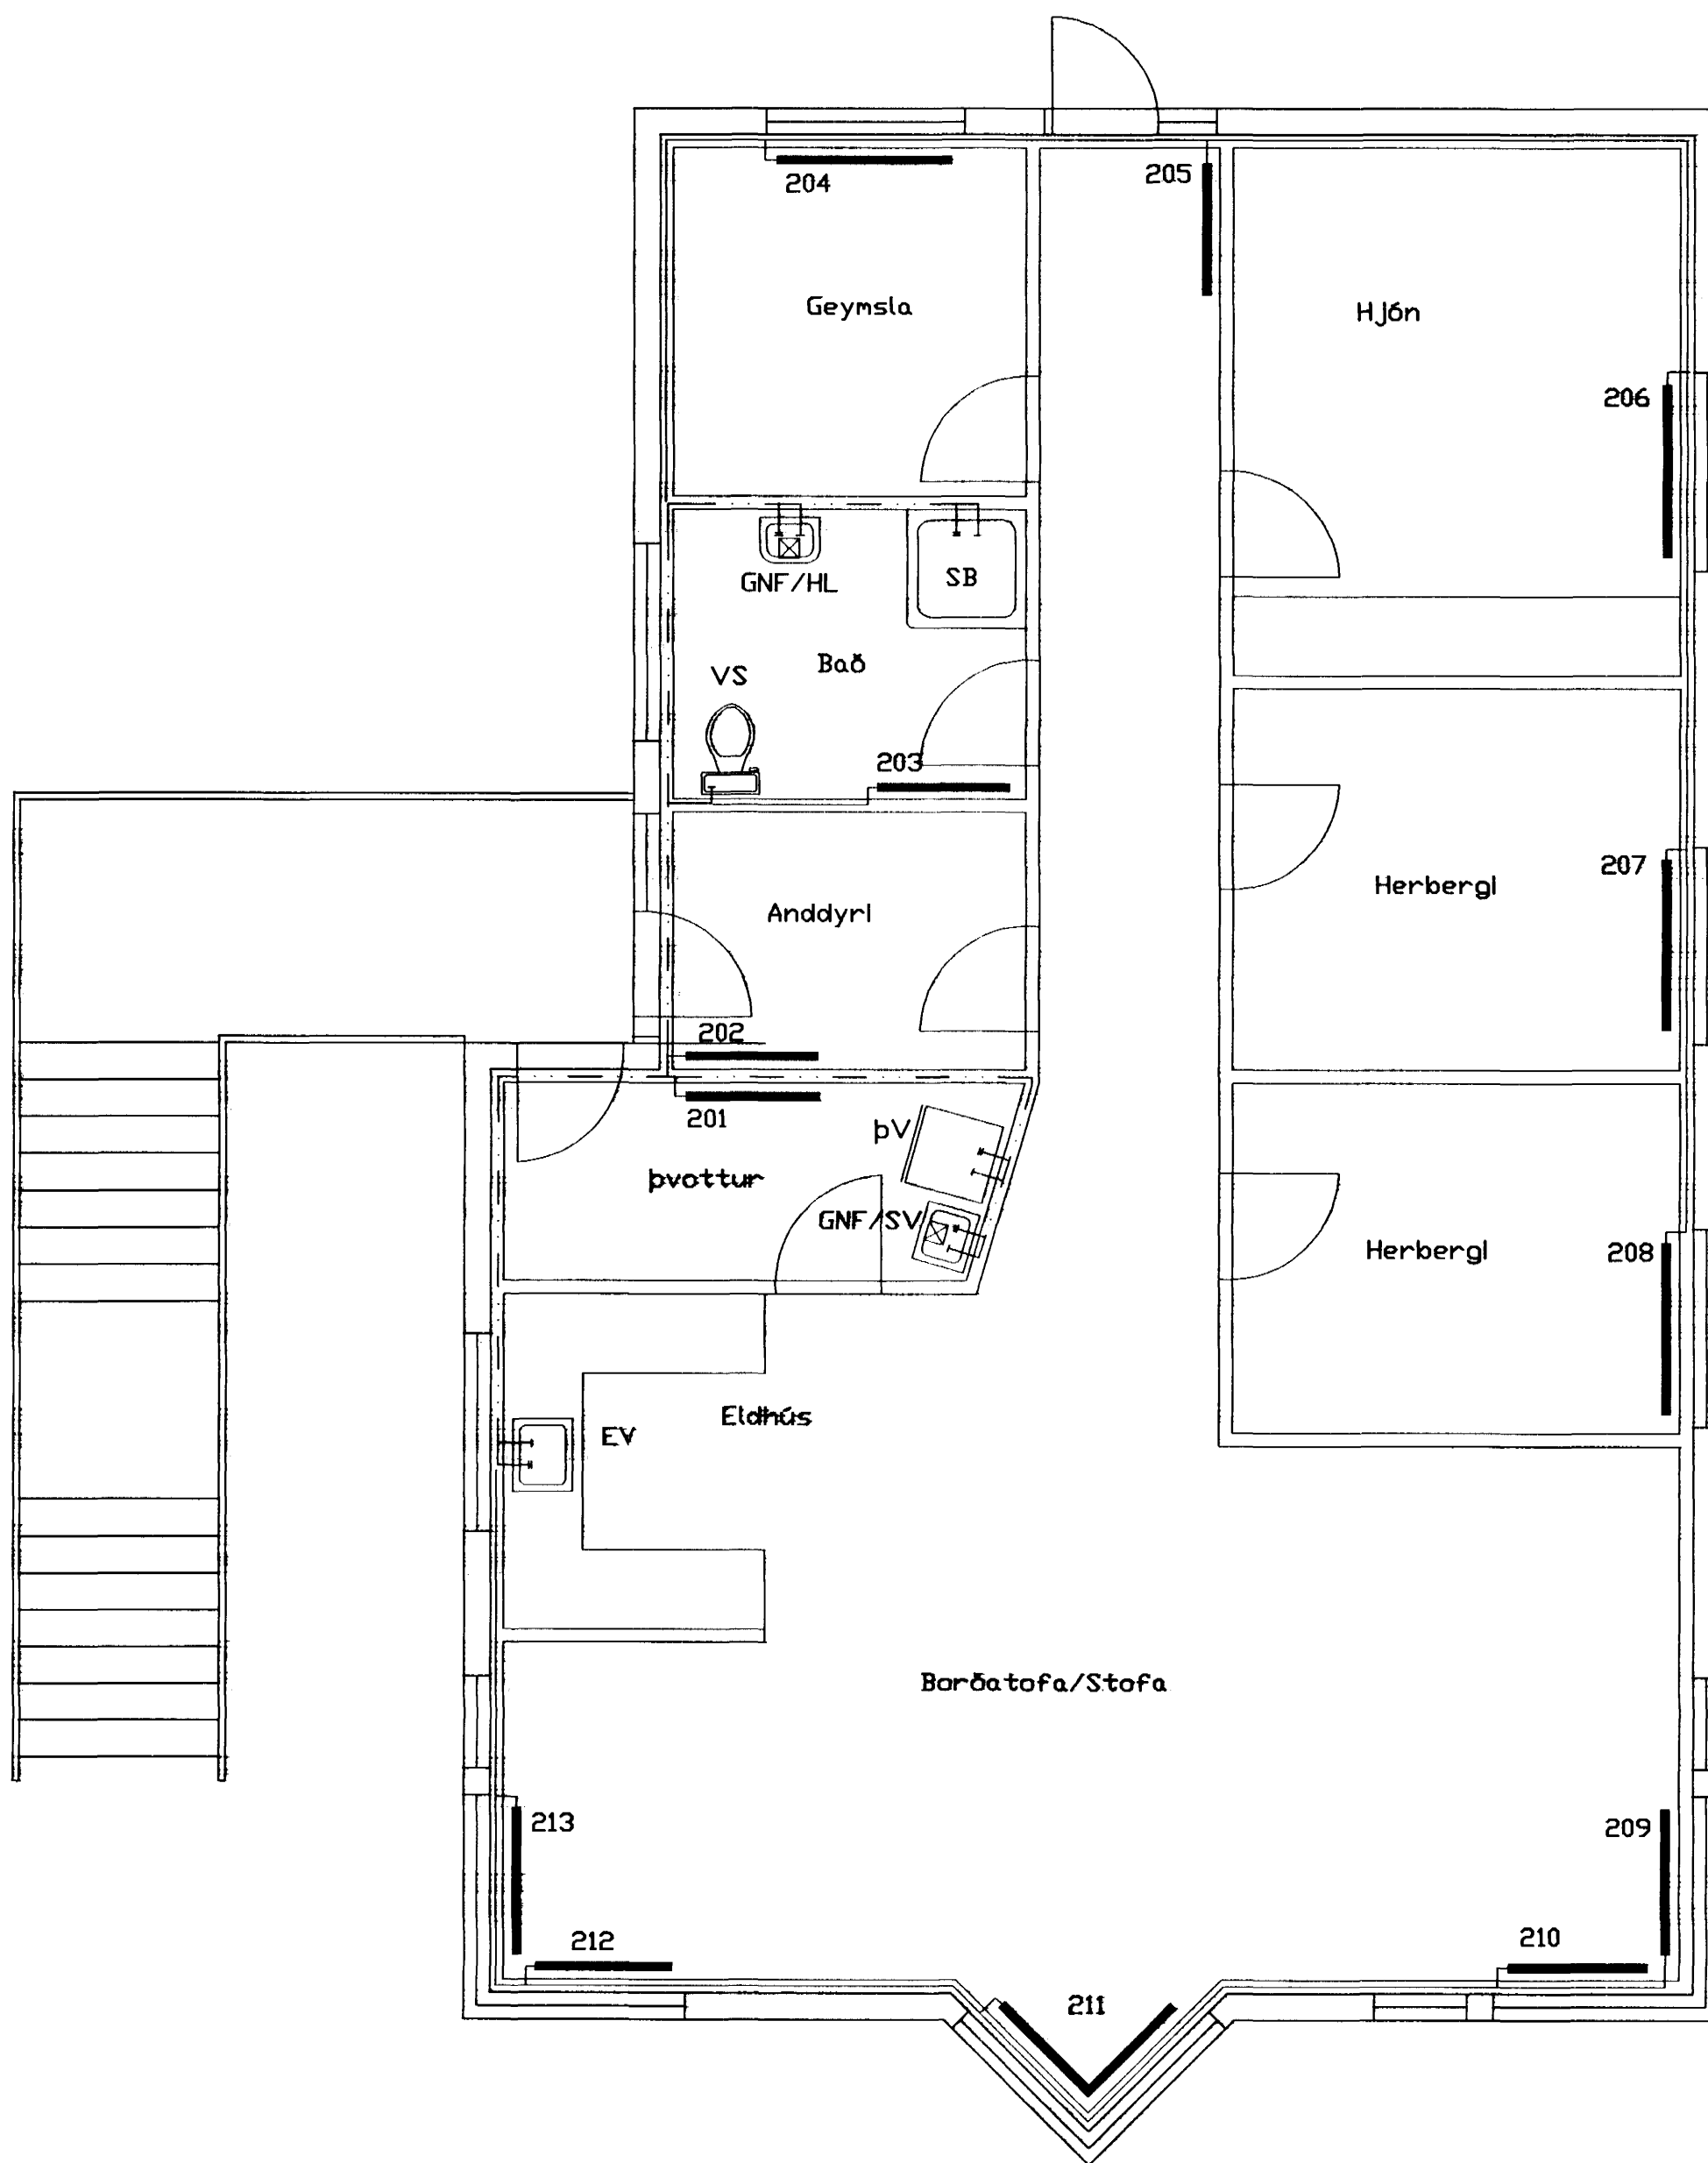 204
205
Geymsla
Hjón
206
GNF/HL
SB
Bað
VS
203
207
Herbergi
Anddyri
202
201
þV
þvottur
GNF/SV
Herbergi
208
Eldhús
EV
Borðatofa/Stofa
213
209
212
210
211